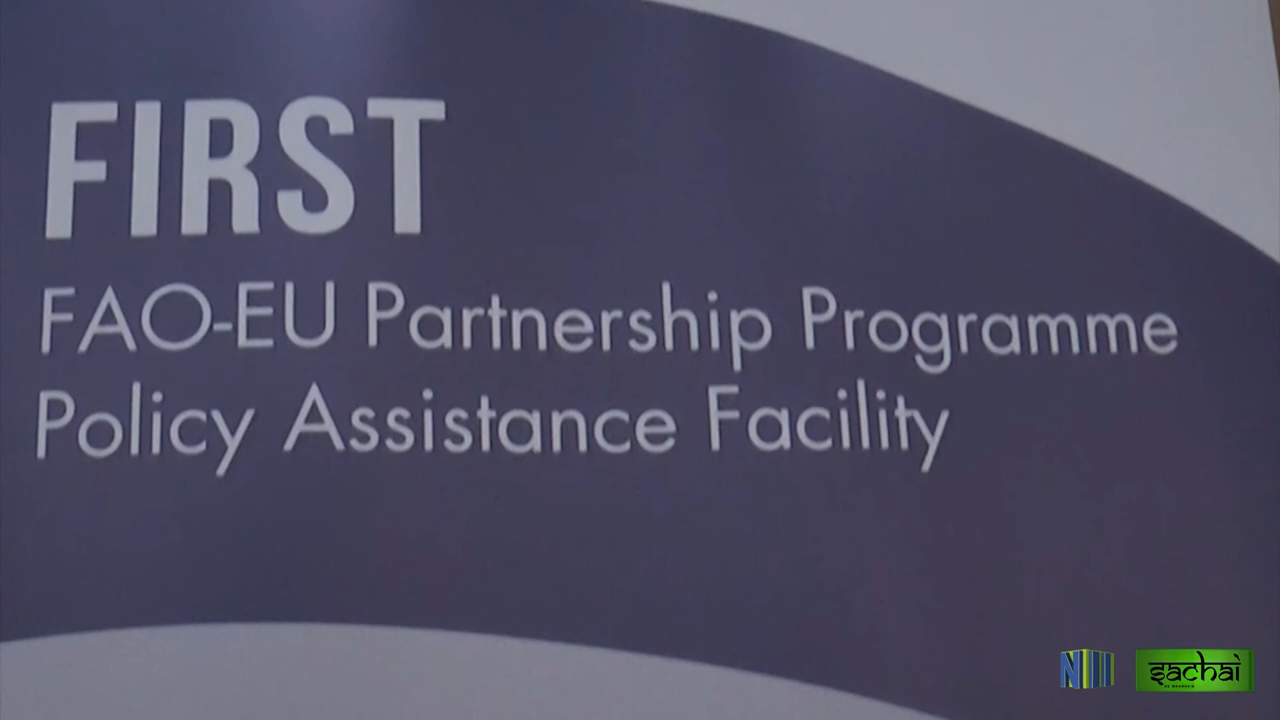 FIRST
FAO-EU Partnership Programme
Policy Assistance Facility
N
sachai